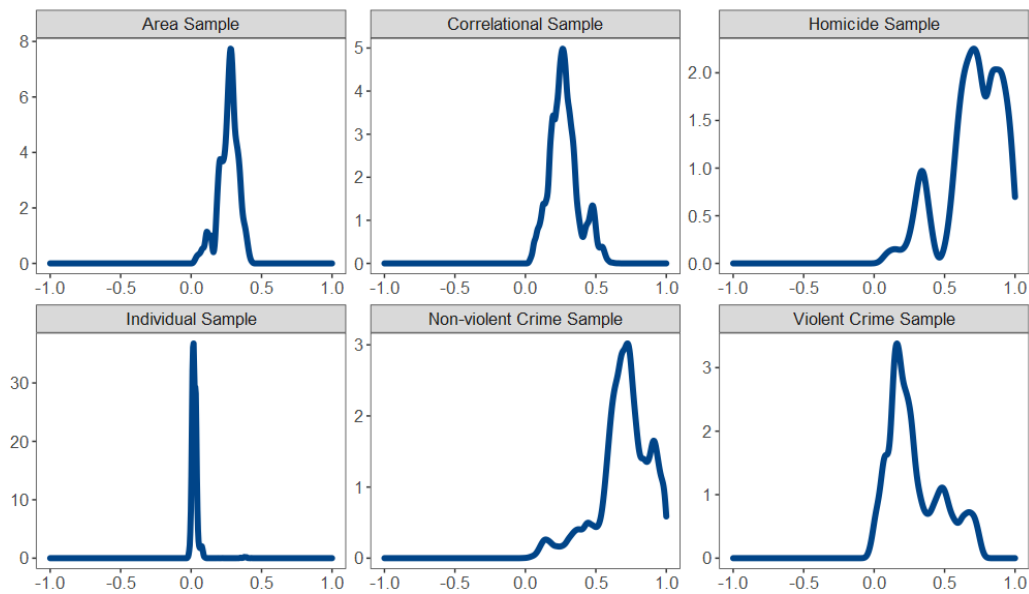 Area Sample
8
6
4
2
0
-1.0 -0.5 0.0 0.5 1.0
Correlational Sample
5
4
3
2
1
0
-1.0 -0.5 0.0 0.5 1.0
Homicide Sample
2.0
1.5
1.0
0.5
0.0
-1.0 -0.5 0.0 0.5 1.0
Individual Sample
30
20
10
0
-1.0 -0.5 0.0 0.5 1.0
Non-violent Crime Sample
3
2
1
0
-1.0 -0.5 0.0 0.5 1.0
Violent Crime Sample
3
2
1
0
-1.0 -0.5 0.0 0.5 1.0